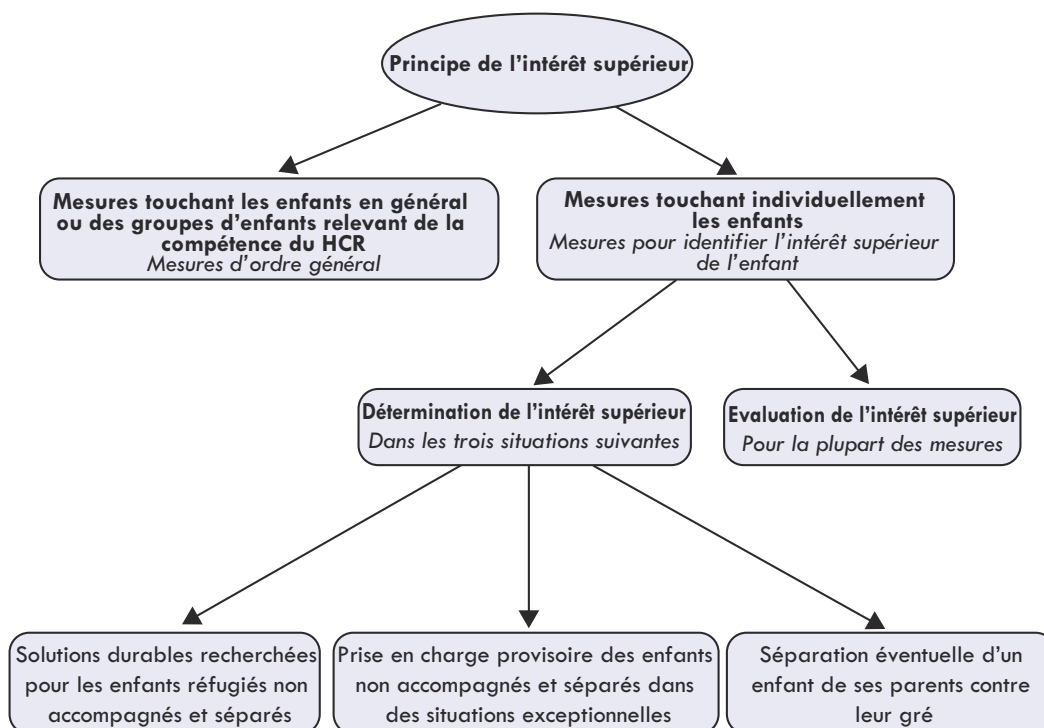 Principe de l’intérêt supérieur
Mesures touchant les enfants en général
ou des groupes d’enfants relevant de la
compétence du HCR
Mesures d’ordre général
Mesures touchant individuellement
les enfants
Mesures pour identifier l’intérêt supérieur
de l’enfant
Détermination de l’intérêt supérieur
Dans les trois situations suivantes
Evaluation de l’intérêt supérieur
Pour la plupart des mesures
Solutions durables recherchées
pour les enfants réfugiés non
accompagnés et séparés
Prise en charge provisoire des enfants
non accompagnés et séparés dans
des situations exceptionnelles
Séparation éventuelle d’un
enfant de ses parents contre
leur gré